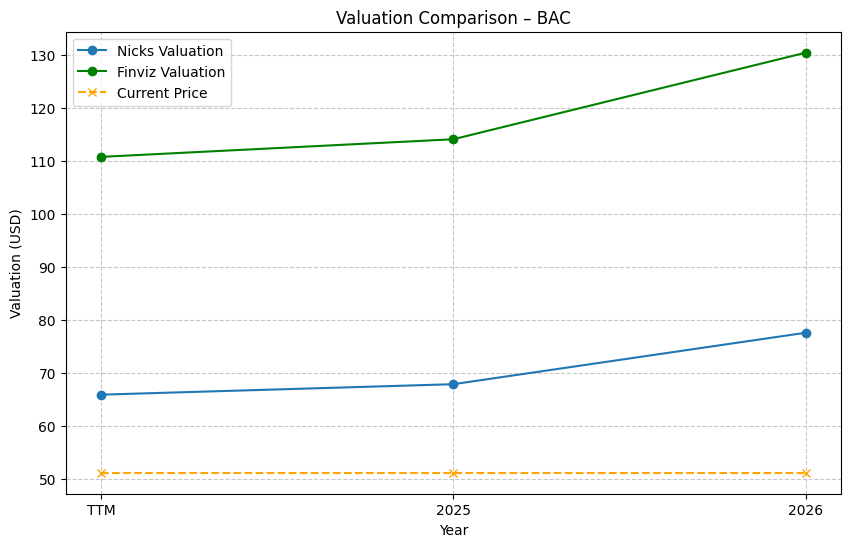 Valuation Comparison – BAC
Nicks Valuation
Finviz Valuation
Current Price
Valuation (USD)
130
120
110
100
90
80
70
60
50
TTM
2025
2026
Year